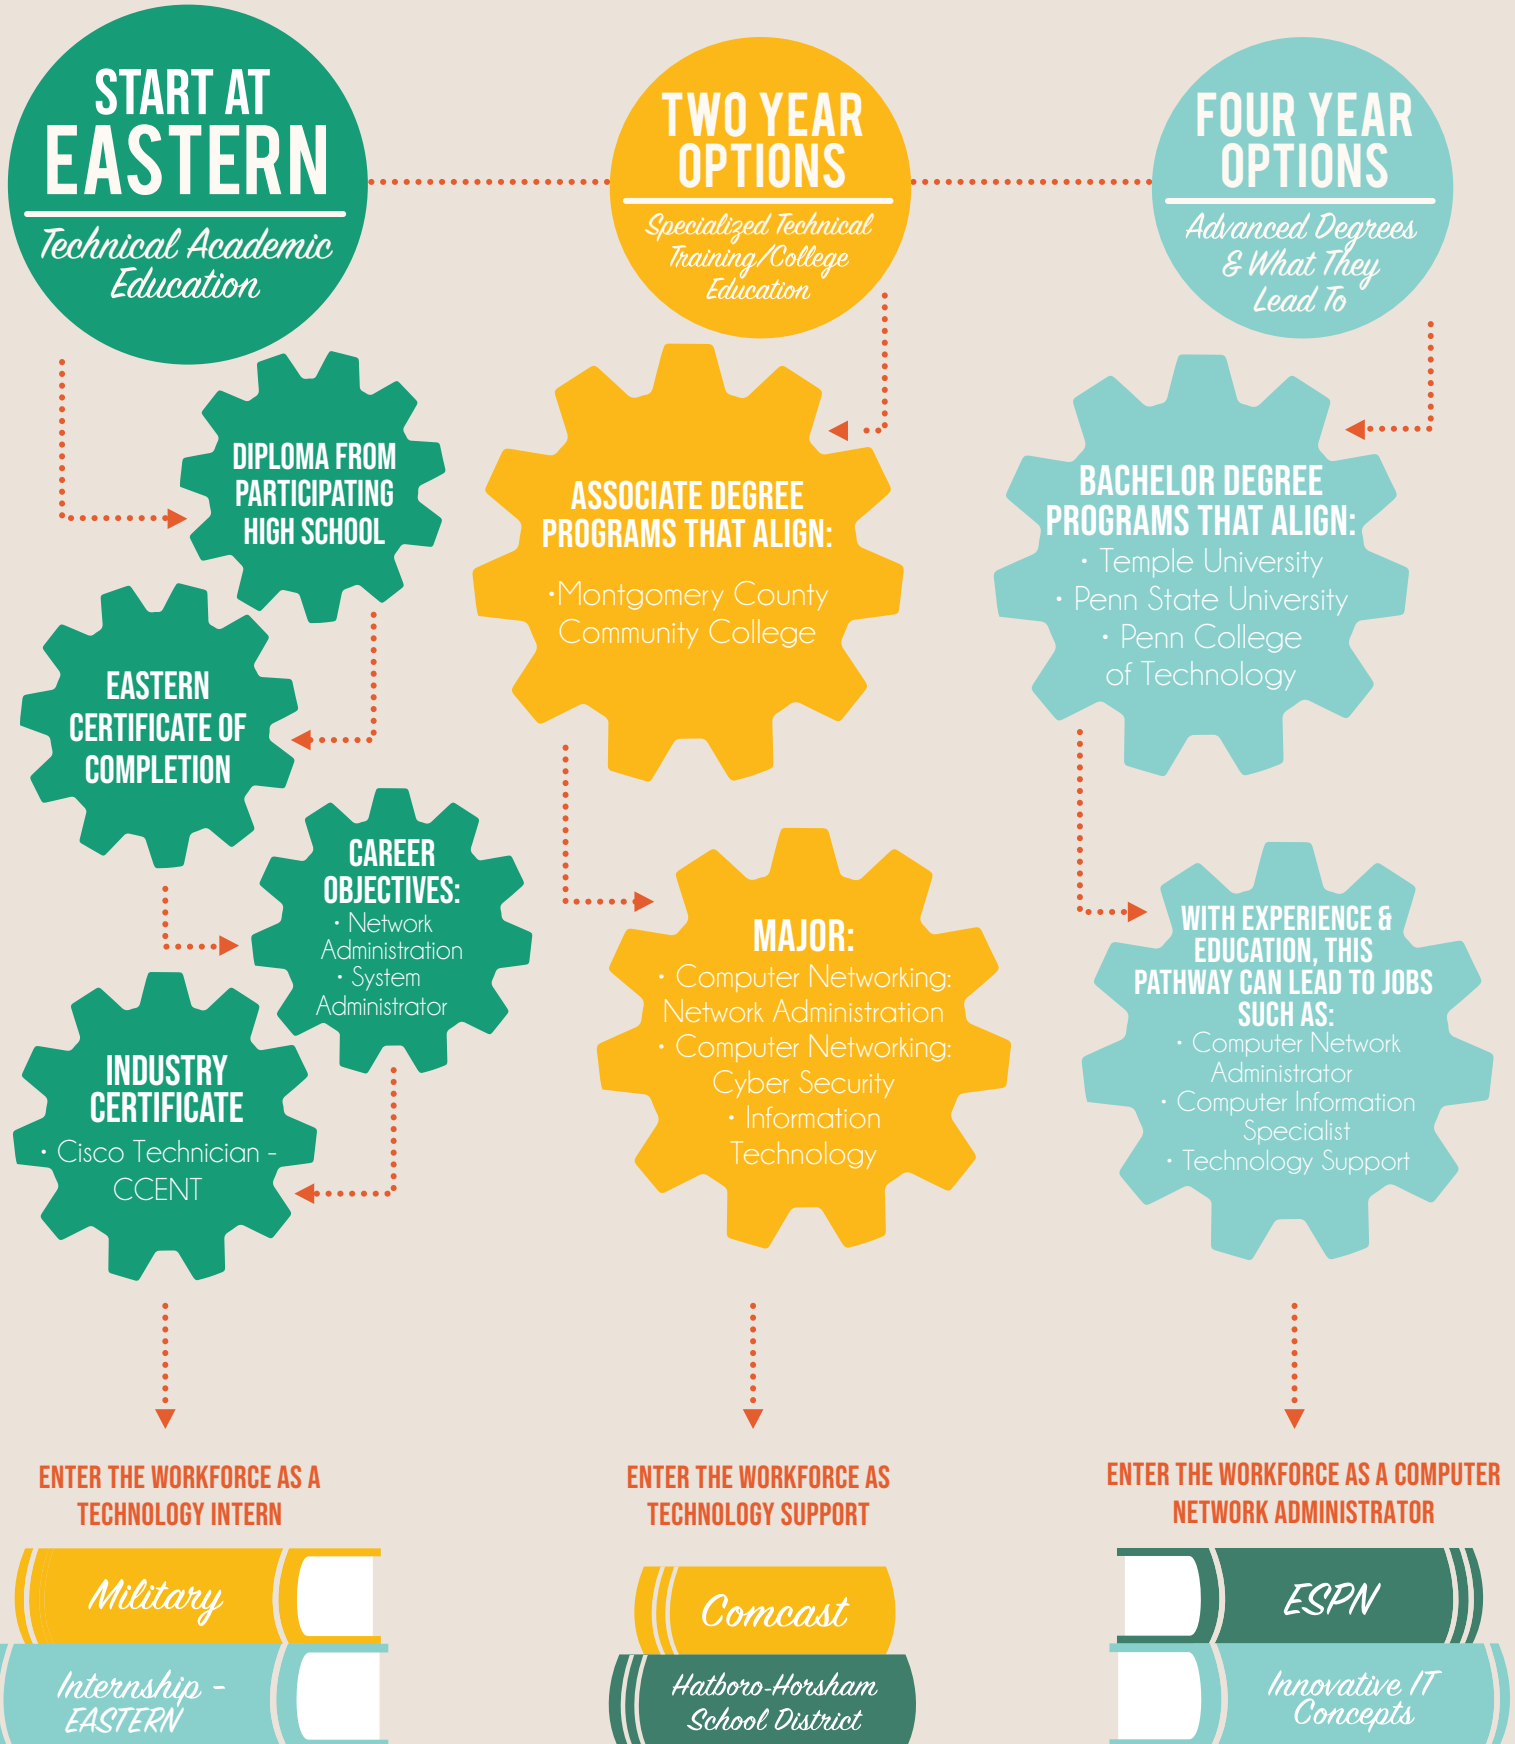 START AT
EASTERN
Technical Academic
Education
TWO YEAR
OPTIONS
Specialized Technical
Training/College
Education
FOUR YEAR
OPTIONS
Advanced Degrees
& What They
Lead To
DIPLOMA FROM
PARTICIPATING
HIGH SCHOOL
EASTERN
CERTIFICATE OF
COMPLETION
CAREER
OBJECTIVES:
• Network
Administration
• System
Administrator
INDUSTRY
CERTIFICATE
• Cisco Technician -
CCENT
ASSOCIATE DEGREE
PROGRAMS THAT ALIGN:
•Montgomery County
Community College
MAJOR:
• Computer Networking:
Network Administration
• Computer Networking:
Cyber Security
• Information
Technology
BACHELOR DEGREE
PROGRAMS THAT ALIGN:
• Temple University
• Penn State University
• Penn College
of Technology
WITH EXPERIENCE &
EDUCATION, THIS
PATHWAY CAN LEAD TO JOBS
SUCH AS:
• Computer Network
Administrator
• Computer Information
Specialist
• Technology Support
ENTER THE WORKFORCE AS A
TECHNOLOGY INTERN
Military
Internship -
EASTERN
ENTER THE WORKFORCE AS
TECHNOLOGY SUPPORT
Comcast
Hatboro-Horsham
School District
ENTER THE WORKFORCE AS A COMPUTER
NETWORK ADMINISTRATOR
ESPN
Innovative IT
Concepts